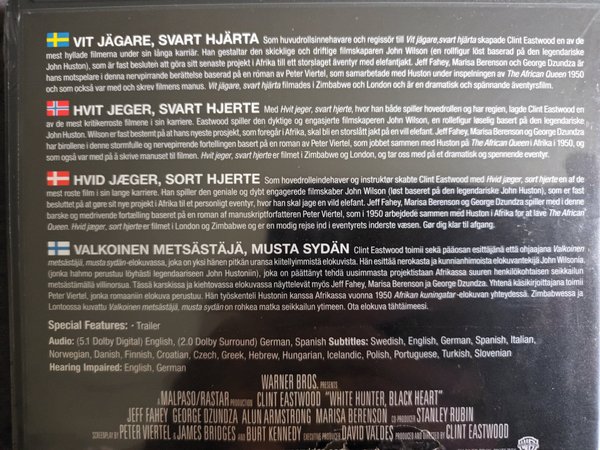 VIT JÄGARE, SVART HJÄRTA Som huvudrollsinnehavare och regissör till Vit jägare, svart hjärta skapade Clint Eastwood en av de
mest hyllade filmerna under sin långa karriär. Han gestaltar den skicklige och driftige filmskaparen John Wilson (en rollfigur löst baserad på den legendariske
John Huston), som är fast besluten att göra sitt senaste projekt i Afrika till ett storslaget äventyr med elefantjakt. Jeff Fahey, Marisa Berenson och George Dzundza är
hans motspelare i denna nervpirrande berättelse baserad på en roman av Peter Viertel, som samarbetade med Huston under inspelningen av The African Queen 1950
och som också var med och skrev filmens manus. Vit jägare, svart hjärta filmades i Zimbabwe och London och är en dramatisk och spännande äventyrsfilm.
HVIT JEGER, SVART HJERTE Med Hvit jeger, svart hjerte, hvor han både spiller hovedrollen og har regien, lagde Clint Eastwood en
av de mest kritikerroste filmene i sin karriere. Eastwood spiller den dyktige og engasjerte filmskaperen John Wilson, en rollefigur løselig basert på den legendariske
John Huston. Wilson er fast bestemt på at hans nyeste prosjekt, som foregår i Afrika, skal bli en storslått jakt på en vill elefant. Jeff Fahey, Marisa Berenson og George Dzundza
har birollene i denne stormfulle og nervepirrende fortellingen basert på en roman av Peter Viertel, som jobbet sammen med Huston på The African Queen i Afrika i 1950, og
som også var med på å skrive manuset til filmen. Hvit jeger, svart hjerte er filmet i Zimbabwe og London, og tar oss med på et dramatisk og spennende eventyr.
HVID JÆGER, SORT HJERTE Som hovedrolleindehaver og instruktør skabte Clint Eastwood med Hvid jæger, sort hjerte en af de
mest roste film i sin lange karriere. Han spiller den geniale og dybt engagerede filmskaber John Wilson (løst baseret på den legendariske John Huston), som er fast
besluttet på at gøre sit nye projekt i Afrika til et personligt eventyr, hvor han skal jage en vild elefant. Jeff Fahey, Marisa Berenson og George Dzundza spiller med i denne
barske og medrivende fortælling baseret på en roman af manuskriptforfatteren Peter Viertel, som i 1950 arbejdede sammen med Huston i Afrika for at lave The African
Queen. Hvid jæger, sort hjerte er filmet i London og Zimbabwe og er en modig rejse ind i eventyrets inderste væsen. Gør dig klar til afgang.
VALKOINEN METSÄSTÄJÄ, MUSTA SYDÄN Clint Eastwood toimii sekä pääosan esittäjänä että ohjaajana Valkoinen
metsästäjä, musta sydän-elokuvassa, joka on yksi hänen pitkän uransa kiitellyimmistä elokuvista. Hän esittää nerokasta ja kunnianhimoista elokuvantekijä John Wilsonia,
(jonka hahmo perustuu löyhästi legendaariseen John Hustoniin), joka on päättänyt tehdä uusimmasta projektistaan Afrikassa suuren henkilökohtaisen seikkailun
metsästämällä villinorsua. Tässä karskissa ja kiehtovassa elokuvassa näyttelevät myös Jeff Fahey, Marisa Berenson ja George Dzundza. Yhtenä käsikirjoittajana toimii
Peter Viertel, jonka romaaniin elokuva perustuu. Hän työskenteli Hustonin kanssa Afrikassa vuonna 1950 Afrikan kuningatar-elokuvan yhteydessä. Zimbabwessa ja
Lontoossa kuvattu Valkoinen metsästäjä, musta sydän on rohkea matka seikkailun ytimeen. Ota elokuva tähtäimeesi.
Special Features: - Trailer
Audio: (5.1 Dolby Digital) English, (2.0 Dolby Surround) German, Spanish Subtitles: Swedish, English, German, Spanish, Italian,
Norwegian, Danish, Finnish, Croatian, Czech, Greek, Hebrew, Hungarian, Icelandic, Polish, Portuguese, Turkish, Slovenian
Hearing Impaired: English, German
WARNER BROS. PRESENTS
A MALPASO/RASTAR PRODUCTION CLINT EASTWOOD "WHITE HUNTER, BLACK HEART"
JEFF FAHEY GEORGE DZUNDZA ALUN ARMSTRONG MARISA BERENSON CO PRODUCER STANLEY RUBIN
SCREENPLAY BY PETER VIERTEL & JAMES BRIDGES AND BURT KENNEDY EXECUTIVE PRODUCER DAVID VALDES PRODUCED AND DIRECTED BY CLINT EASTWOOD